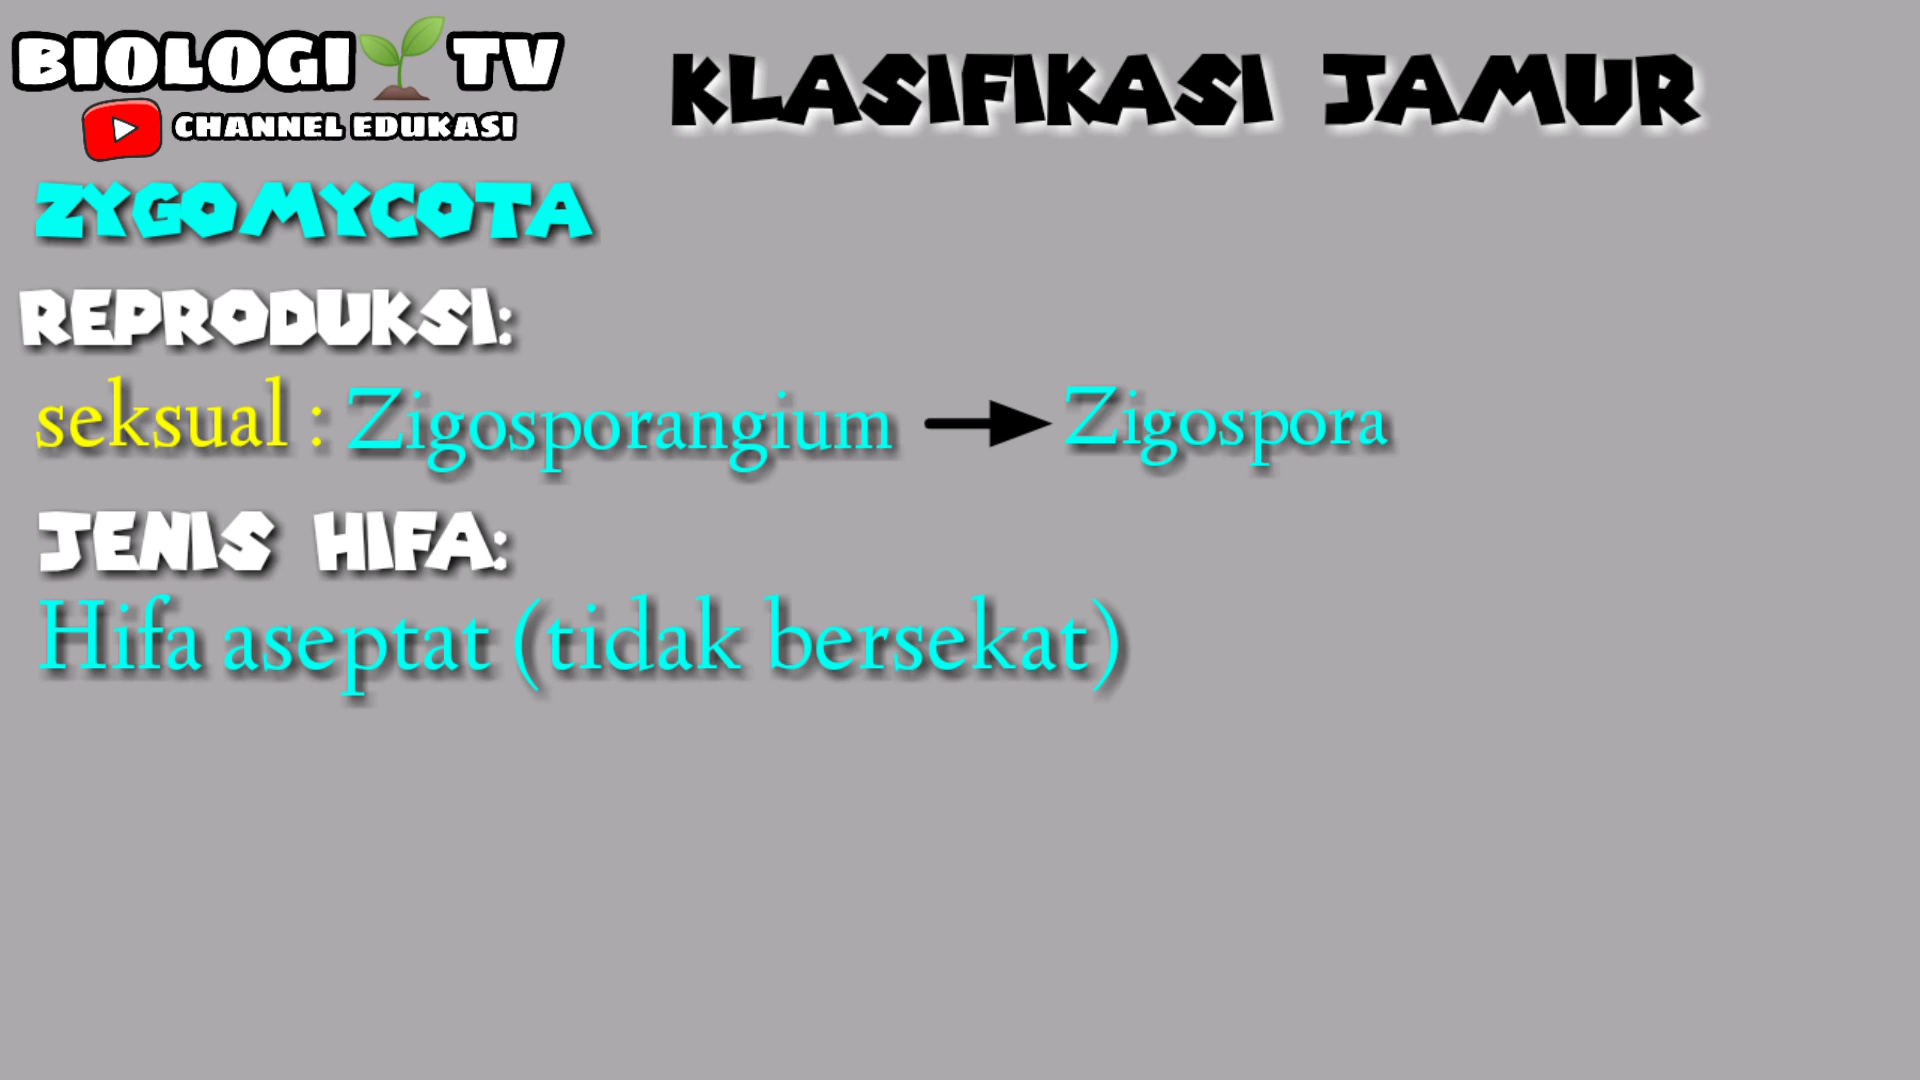 BIOLOGI TV
CHANNEL EDUKASI
KLASIFIKASI JAMUR
ZYGOMYCOTA
REPRODUKSI:
seksual : Zigosporangium → Zigospora
JENIS HIFA:
Hifa aseptat (tidak bersekat)